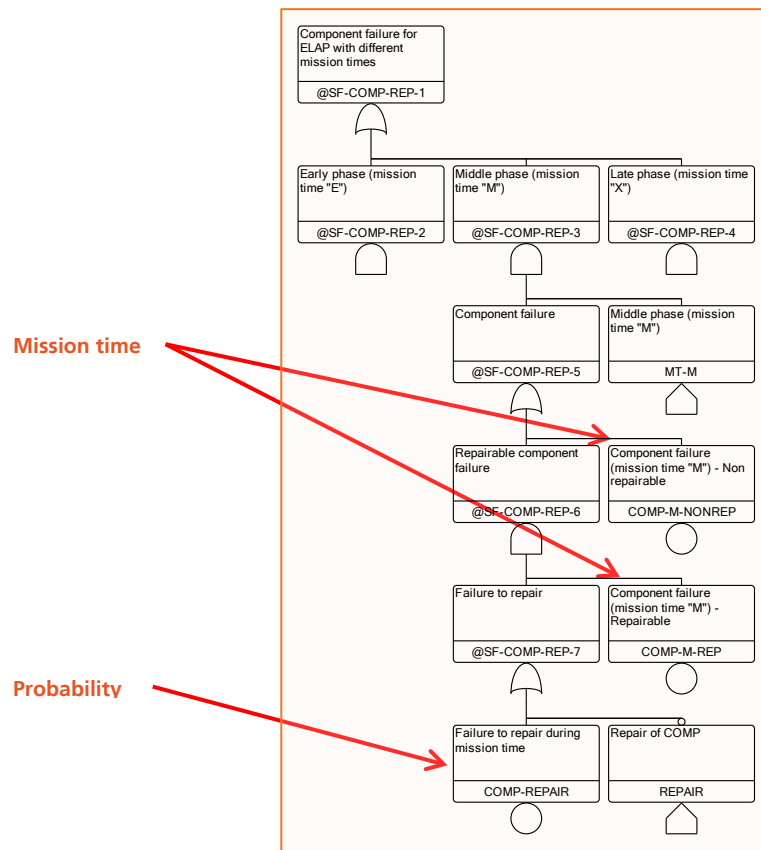 Component failure for
ELAP with different
mission times
@SF-COMP-REP-1
Early phase (mission
time "E")
@SF-COMP-REP-2
Middle phase (mission
time "M")
@SF-COMP-REP-3
Late phase (mission time
"X")
@SF-COMP-REP-4
Component failure
@SF-COMP-REP-5
Middle phase (mission
time "M")
MT-M
Mission time
Repairable component
failure
@SF-COMP-REP-6
Component failure
(mission time "M") - Non
repairable
COMP-M-NONREP
Failure to repair
@SF-COMP-REP-7
Component failure
(mission time "M") -
Repairable
COMP-M-REP
Probability
Failure to repair during
mission time
COMP-REPAIR
Repair of COMP
REPAIR